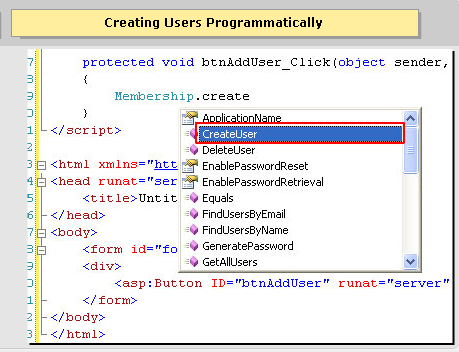 Creating Users Programmatically
7 protected void btnAddUser_Click(object sender,
8 {
9 Membership.create
0 }
1 </script>
2
3 <html xmlns="htt
4 <head runat="ser
5 <title>Untit
6 </head>
7 <body>
8 <form id="fo
9 <div>
0 <asp:Button ID="btnAddUser" runat="server"
1 </form>
2 </body>
3 </html>
ApplicationName
CreateUser
DeleteUser
EnablePasswordReset
EnablePasswordRetrieval
Equals
FindUsersByEmail
FindUsersByName
GeneratePassword
GetAllUsers